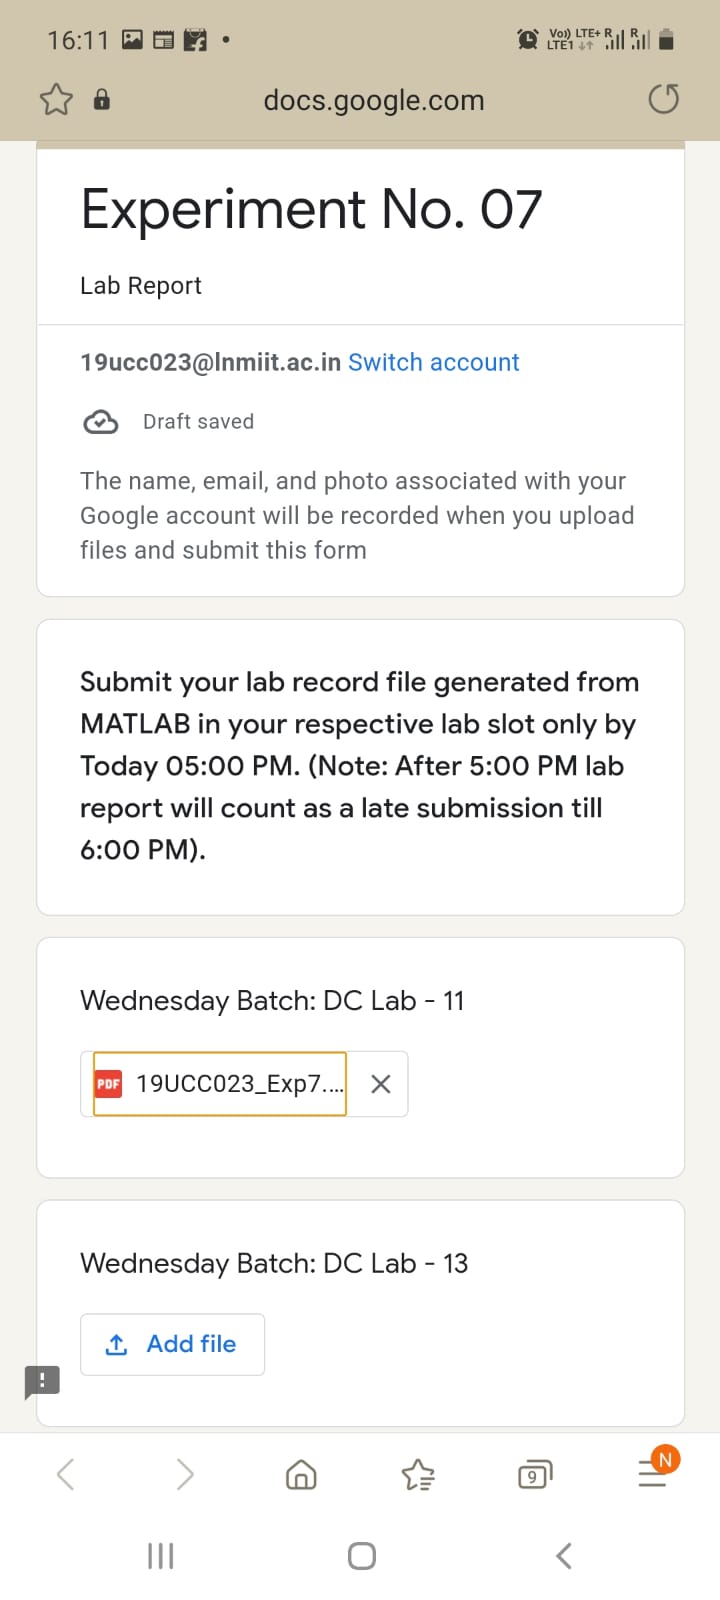 16:11
Vo)) LTE+ R R
LTE1
docs.google.com
Experiment No. 07
Lab Report
19ucc023@lnmiit.ac.in Switch account
Draft saved
The name, email, and photo associated with your
Google account will be recorded when you upload
files and submit this form
Submit your lab record file generated from
MATLAB in your respective lab slot only by
Today 05:00 PM. (Note: After 5:00 PM lab
report will count as a late submission till
6:00 PM).
Wednesday Batch: DC Lab - 11
PDF 19UCC023_Exp7....
Wednesday Batch: DC Lab - 13
Add file
9
N